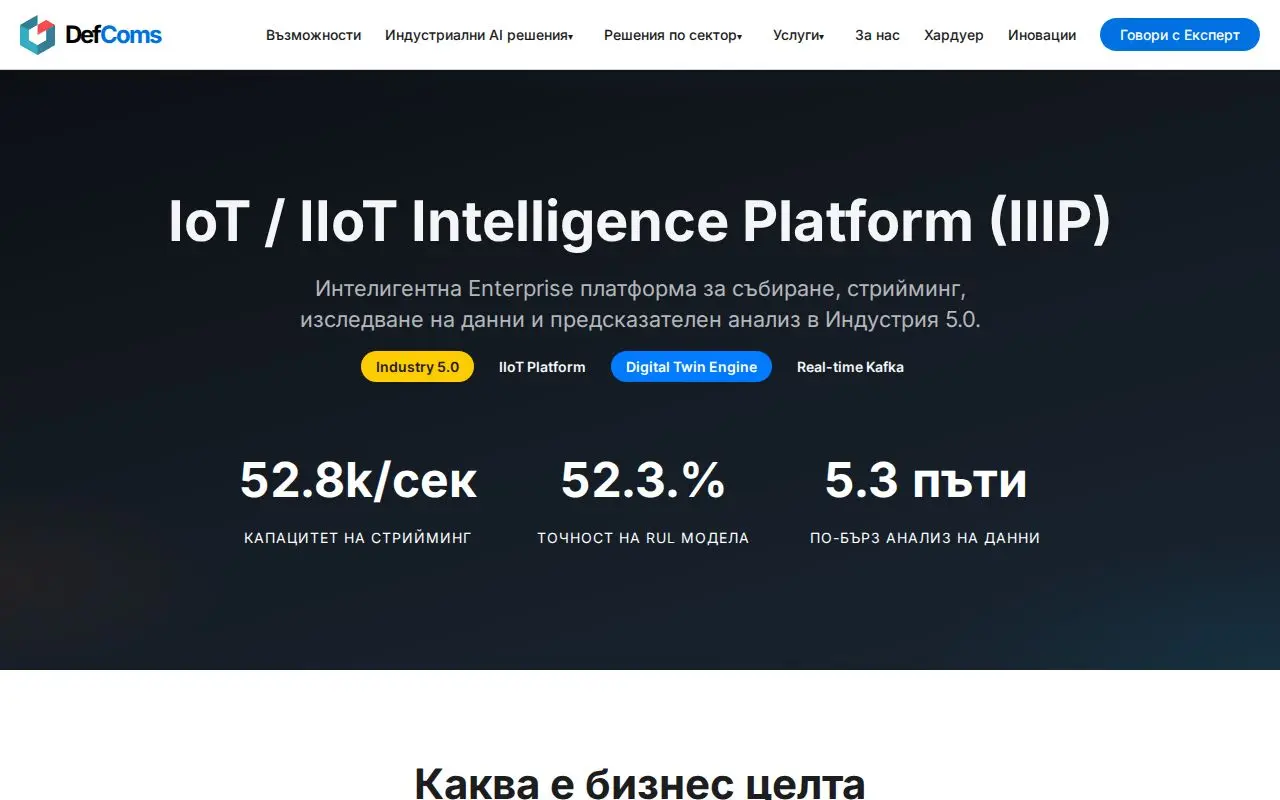 DefComs
Възможности
Индустриални AI решения▾
Решения по сектор▾
Услуги▾
За нас
Хардуер
Иновации
Говори с Експерт
IoT / IIoT Intelligence Platform (IIIP)
Интелигентна Enterprise платформа за събиране, стрийминг,
изследване на данни и предсказателен анализ в Индустрия 5.0.
Industry 5.0
IIoT Platform
Digital Twin Engine
Real-time Kafka
52.8k/сек
52.3.%
5.3 пъти
КАПАЦИТЕТ НА СТРИЙМИНГ
ТОЧНОСТ НА RUL МОДЕЛА
ПО-БЪРЗ АНАЛИЗ НА ДАННИ
Каква е бизнес целта